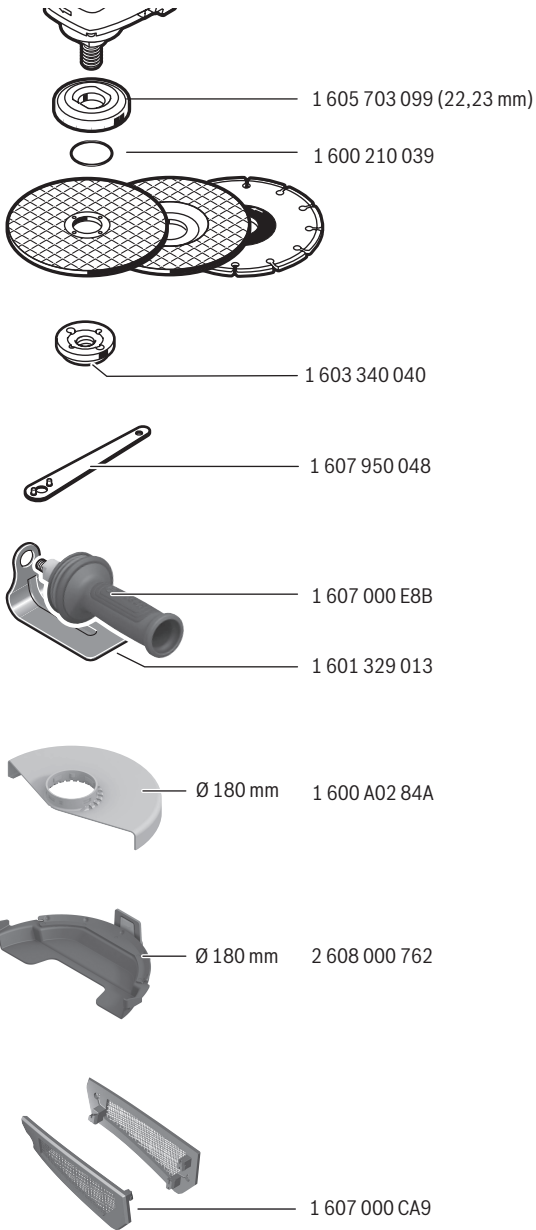 1 605 703 099 (22,23 mm)
1 600 210 039
1 603 340 040
1 607 950 048
1 607 000 E8B
1 601 329 013
Ø 180 mm 1 600 A02 84A
Ø 180 mm 2 608 000 762
1 607 000 CA9